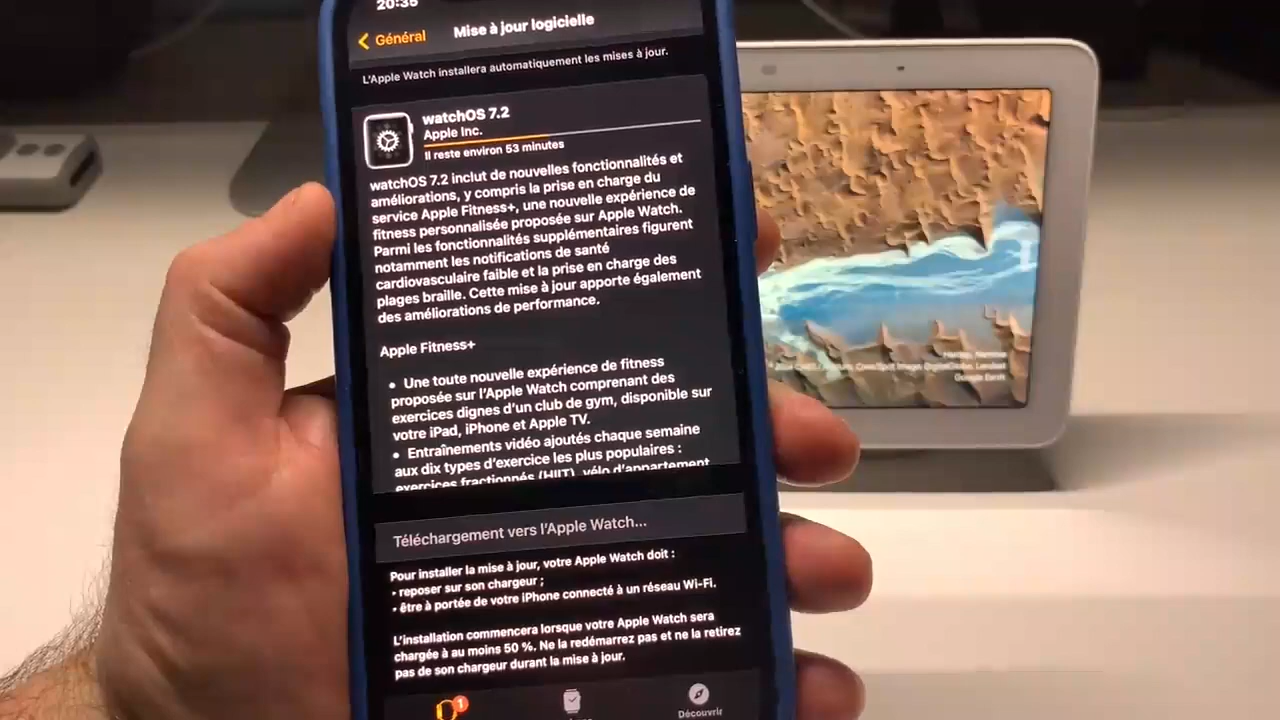 20:36
Général
Mise à jour logicielle
L'Apple Watch installera automatiquement les mises à jour.
watchOS 7.2
Apple Inc.
Il reste environ 53 minutes
watchOS 7.2 inclut de nouvelles fonctionnalités et
améliorations, y compris la prise en charge du
service Apple Fitness+, une nouvelle expérience de
fitness personnalisée proposée sur Apple Watch.
Parmi les fonctionnalités supplémentaires figurent
notamment les notifications de santé
cardiovasculaire faible et la prise en charge des
plages braille. Cette mise à jour apporte également
des améliorations de performance.
Apple Fitness+
• Une toute nouvelle expérience de fitness
proposée sur l'Apple Watch comprenant des
exercices dignes d'un club de gym, disponible sur
votre iPad, iPhone et Apple TV.
• Entraînements vidéo ajoutés chaque semaine
aux dix types d'exercice les plus populaires :
exercices fractionnés (HIIT), vélo d'appartement
Téléchargement vers l'Apple Watch...
Pour installer la mise à jour, votre Apple Watch doit :
• reposer sur son chargeur ;
• être à portée de votre iPhone connecté à un réseau Wi-Fi.
L'installation commencera lorsque votre Apple Watch sera
chargée à au moins 50 %. Ne la redémarrez pas et ne la retirez
pas de son chargeur durant la mise à jour.
1
Découvrir
Google Earth